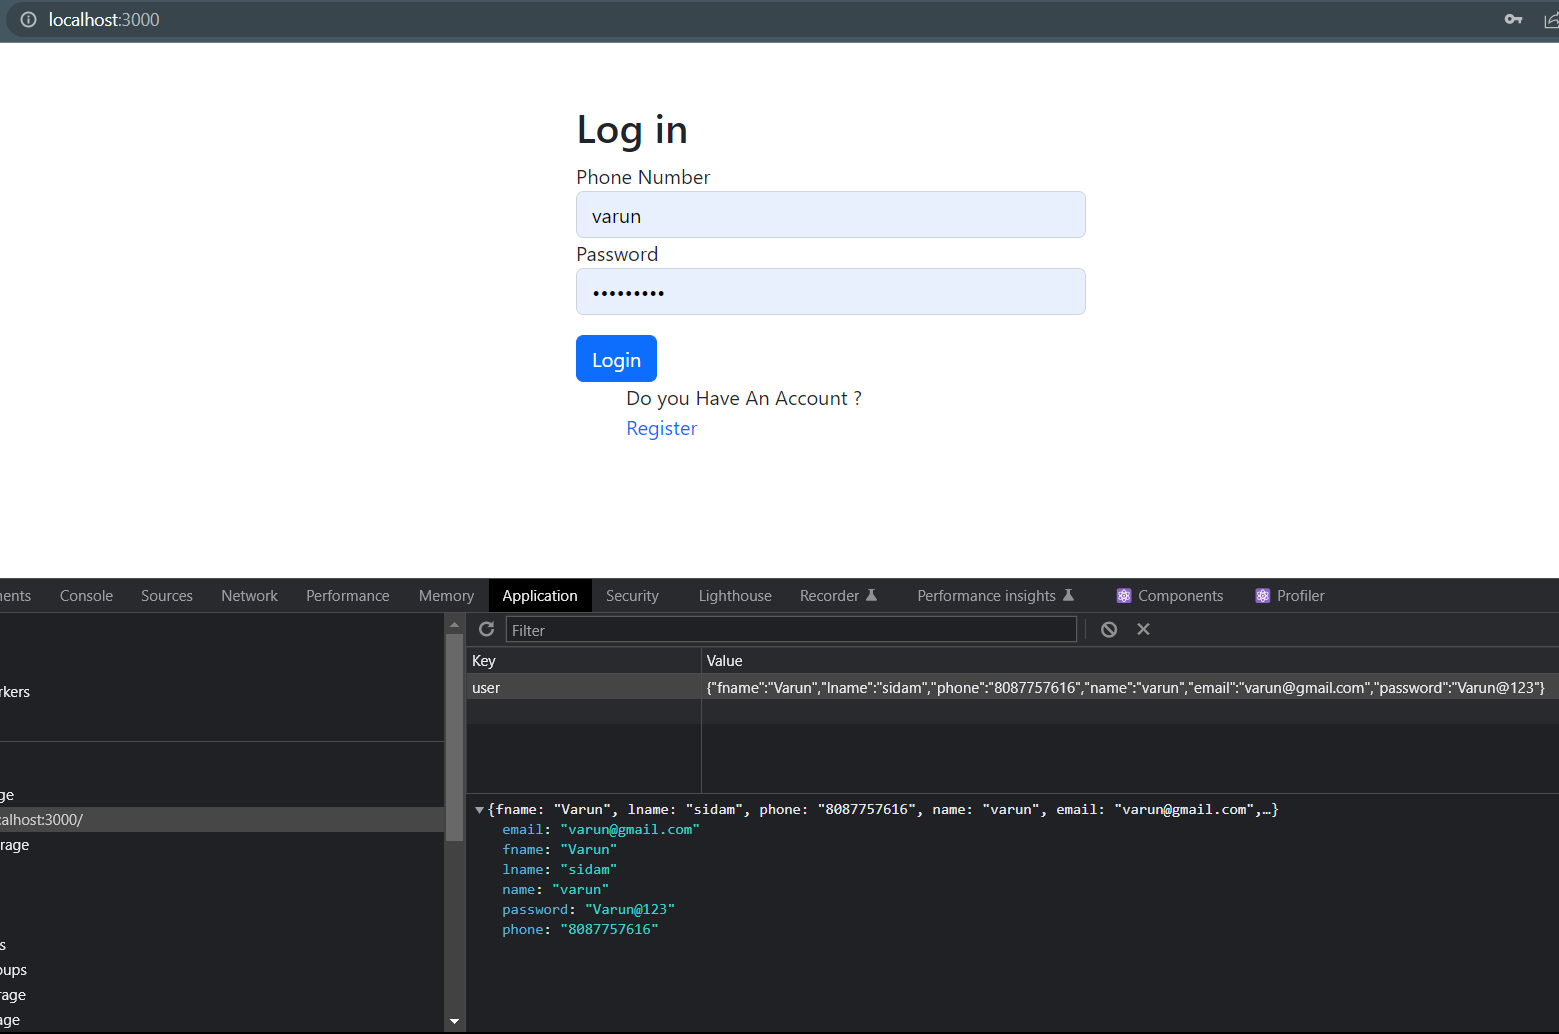 localhost:3000
Log in
Phone Number
varun
Password
Login
Do you Have An Account ?
Register
nents Console Sources Network Performance Memory Application Security Lighthouse Recorder Performance insights Components Profiler
Filter
Key Value
user {"fname":"Varun","lname":"sidam","phone":"8087757616","name":"varun","email":"varun@gmail.com","password":"Varun@123"}
rkers
ge
calhost:3000/
rage
s
oups
rage
age
{fname: "Varun", lname: "sidam", phone: "8087757616", name: "varun", email: "varun@gmail.com",…}
email: "varun@gmail.com"
fname: "Varun"
lname: "sidam"
name: "varun"
password: "Varun@123"
phone: "8087757616"